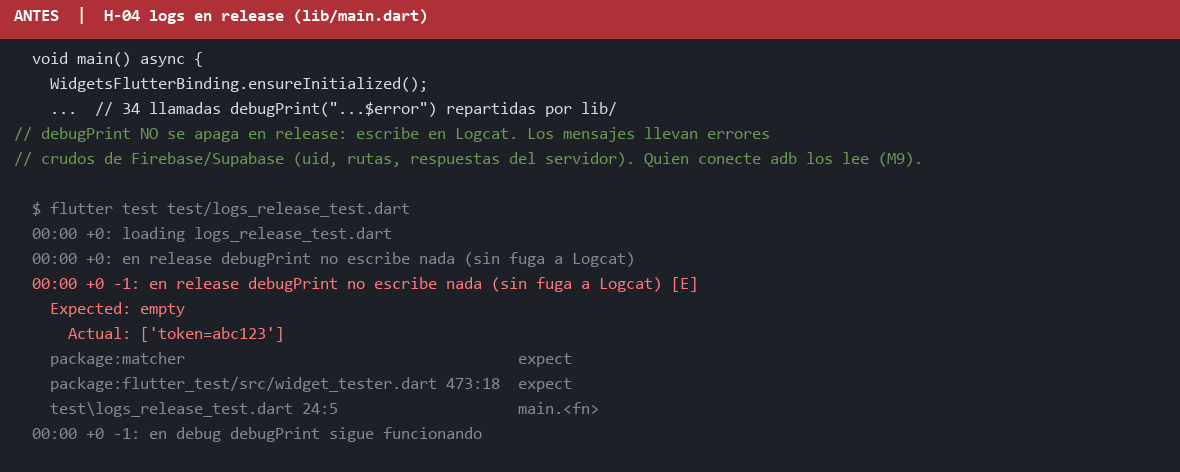 ANTES | H-04 logs en release (lib/main.dart)
void main() async {
WidgetsFlutterBinding.ensureInitialized();
... // 34 llamadas debugPrint("...$error") repartidas por lib/
// debugPrint NO se apaga en release: escribe en Logcat. Los mensajes llevan errores
// crudos de Firebase/Supabase (uid, rutas, respuestas del servidor). Quien conecte adb los lee (M9).
$ flutter test test/logs_release_test.dart
00:00 +0: loading logs_release_test.dart
00:00 +0: en release debugPrint no escribe nada (sin fuga a Logcat)
00:00 +0 -1: en release debugPrint no escribe nada (sin fuga a Logcat) [E]
Expected: empty
Actual: ['token=abc123']
package:matcher expect
package:flutter_test/src/widget_tester.dart 473:18 expect
test\logs_release_test.dart 24:5 main.<fn>
00:00 +0 -1: en debug debugPrint sigue funcionando